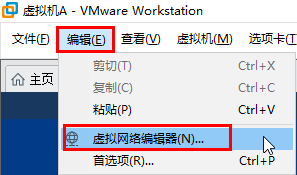 虚拟机A - VMware Workstation
文件(F) 编辑(E) 查看(V) 虚拟机(M) 选项卡(T)
主页
剪切(T) Ctrl+X
复制(C) Ctrl+C
粘贴(P) Ctrl+V
虚拟网络编辑器(N)...
首选项(R)... Ctrl+P